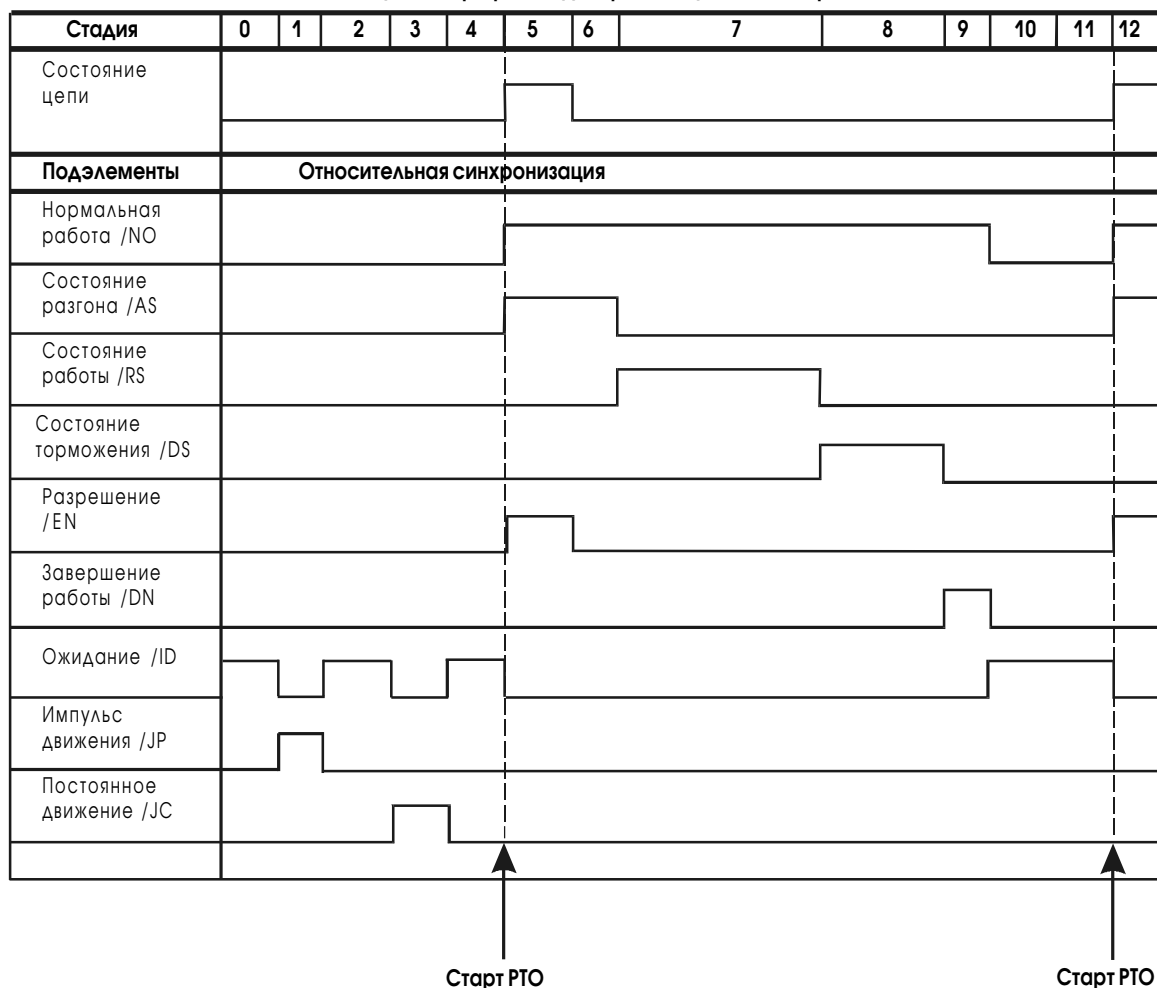 Стадия 0 1 2 3 4 5 6 7 8 9 10 11 12
Состояние
цепи
Подэлементы Относительная синхронизация
Нормальная
работа /NO
Состояние
разгона /AS
Состояние
работы /RS
Состояние
торможения /DS
Разрешение
/EN
Завершение
работы /DN
Ожидание /ID
Импульс
движения /JP
Постоянное
движение /JC
Старт PTO Старт PTO